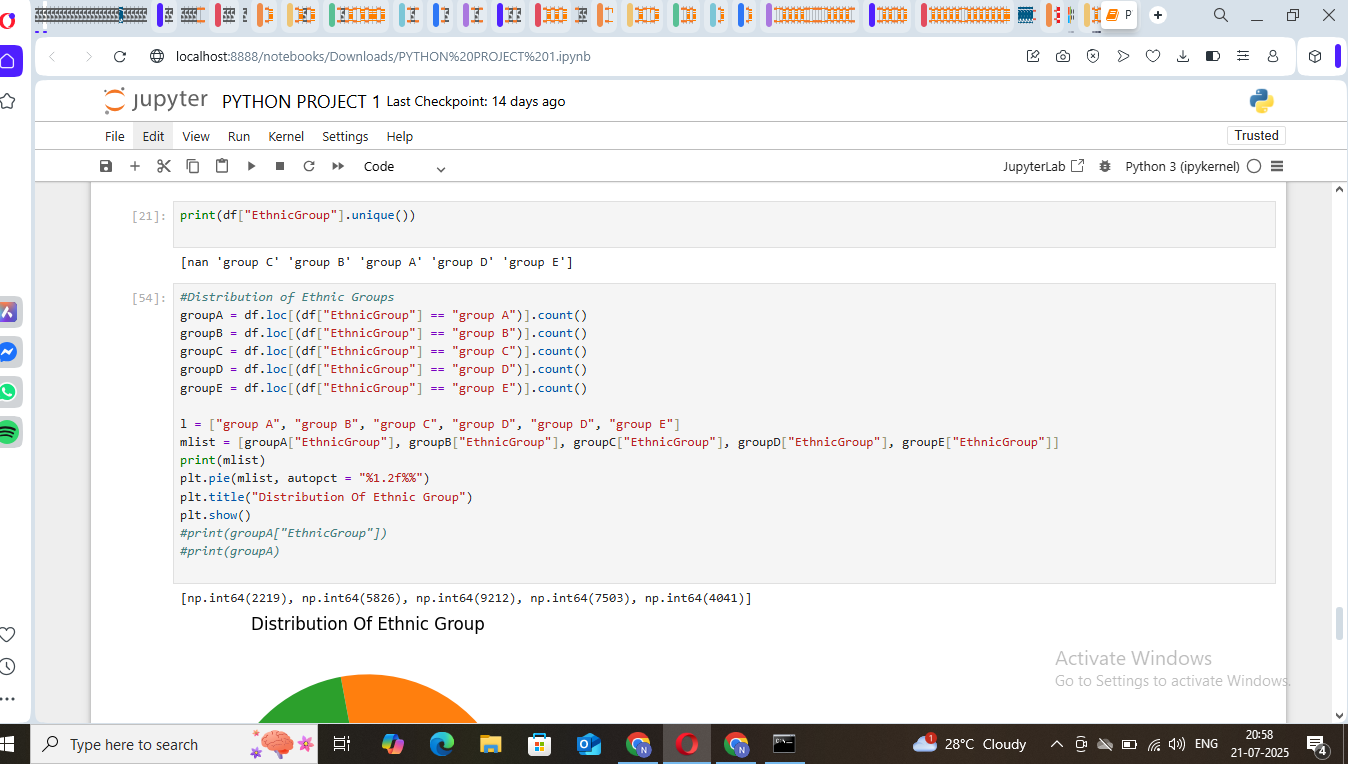 P
localhost:8888/notebooks/Downloads/PYTHON%20PROJECT%201.ipynb
jupyter PYTHON PROJECT 1 Last Checkpoint: 14 days ago
File Edit View Run Kernel Settings Help
Trusted
Code
JupyterLab
Python 3 (ipykernel)
[21]:
print(df["EthnicGroup"].unique())
[nan 'group C' 'group B' 'group A' 'group D' 'group E']
[54]:
#Distribution of Ethnic Groups
groupA = df.loc[(df["EthnicGroup"] == "group A")].count()
groupB = df.loc[(df["EthnicGroup"] == "group B")].count()
groupC = df.loc[(df["EthnicGroup"] == "group C")].count()
groupD = df.loc[(df["EthnicGroup"] == "group D")].count()
groupE = df.loc[(df["EthnicGroup"] == "group E")].count()
l = ["group A", "group B", "group C", "group D", "group D", "group E"]
mlist = [groupA["EthnicGroup"], groupB["EthnicGroup"], groupC["EthnicGroup"], groupD["EthnicGroup"], groupE["EthnicGroup"]]
print(mlist)
plt.pie(mlist, autopct = "%1.2f%%")
plt.title("Distribution Of Ethnic Group")
plt.show()
#print(groupA["EthnicGroup"])
#print(groupA)
[np.int64(2219), np.int64(5826), np.int64(9212), np.int64(7503), np.int64(4041)]
Distribution Of Ethnic Group
Activate Windows
Go to Settings to activate Windows.
Type here to search
N
N
1
28°C Cloudy
ENG
20:58
21-07-2025
4